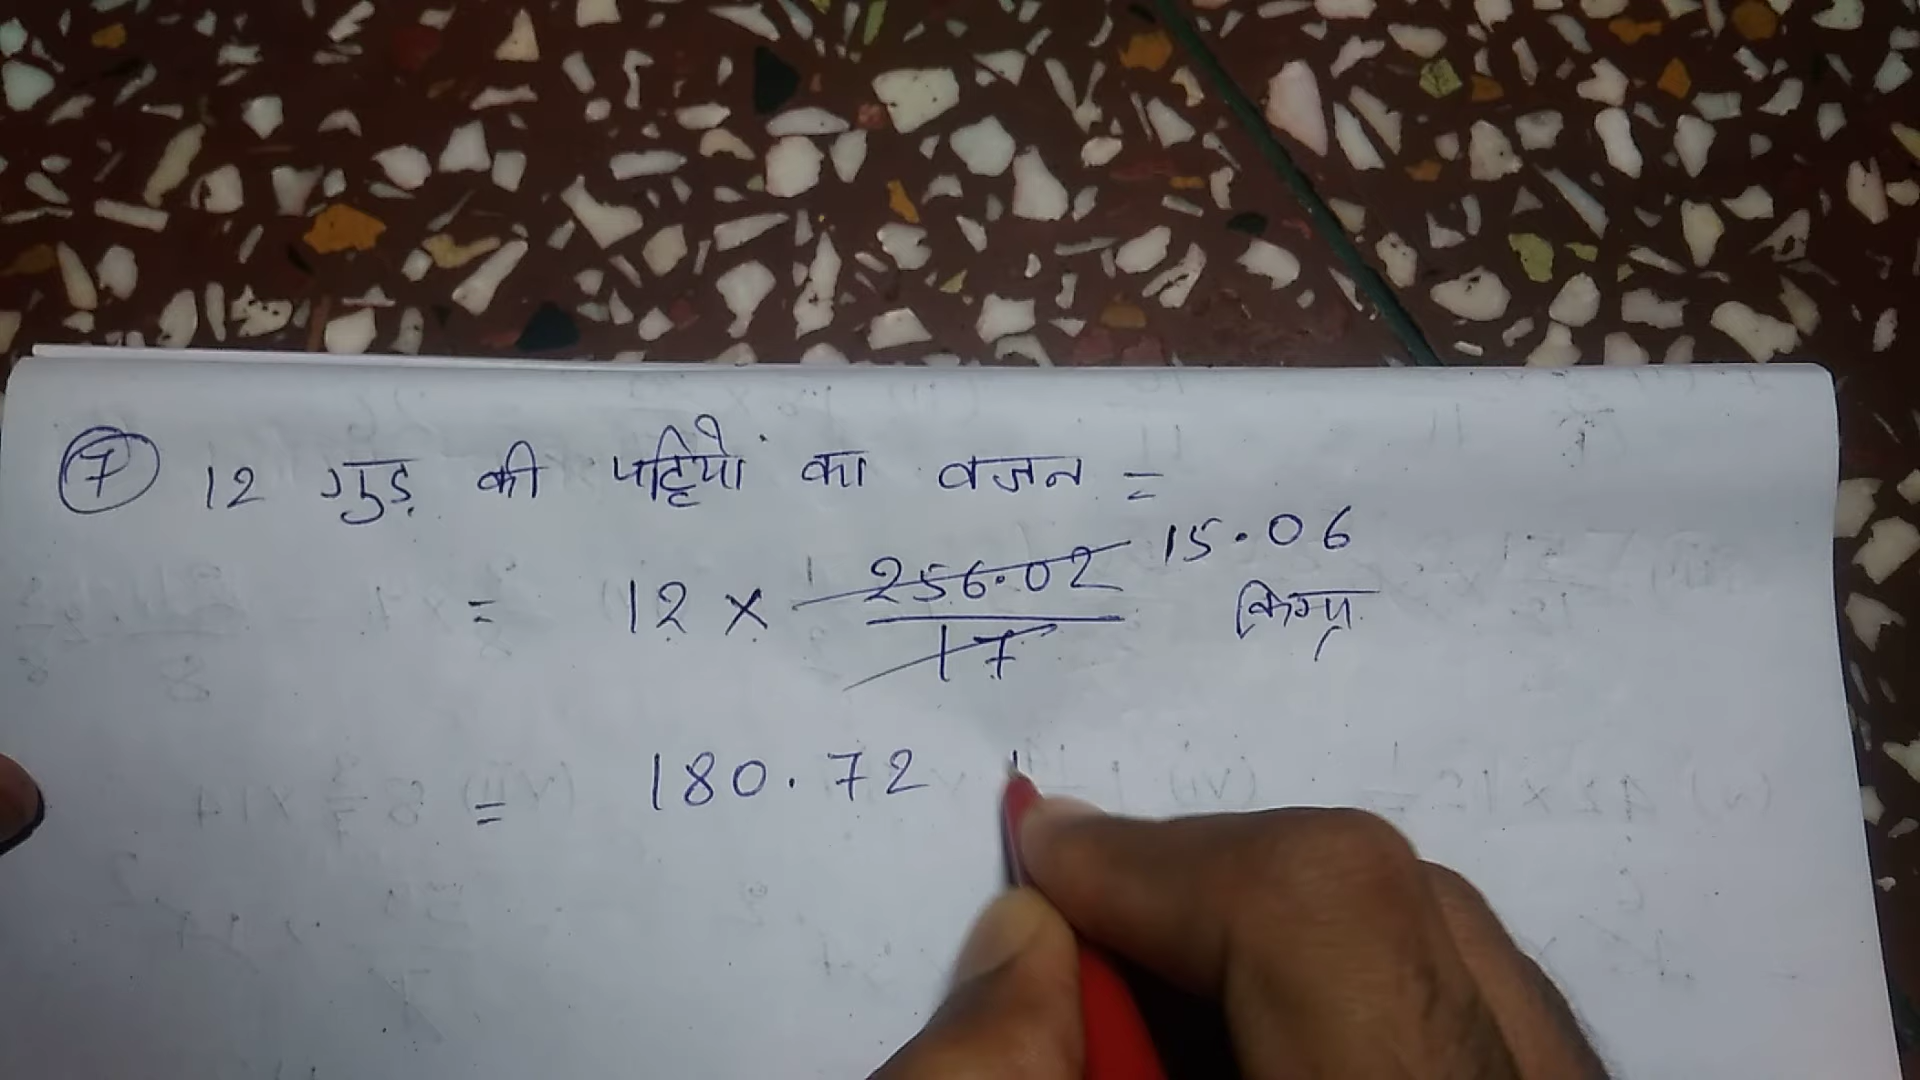 7 12 गुड़ की पट्टियों का वजन =
= 12 × 256.02 / 17 15.06 किग्रा
= 180.72